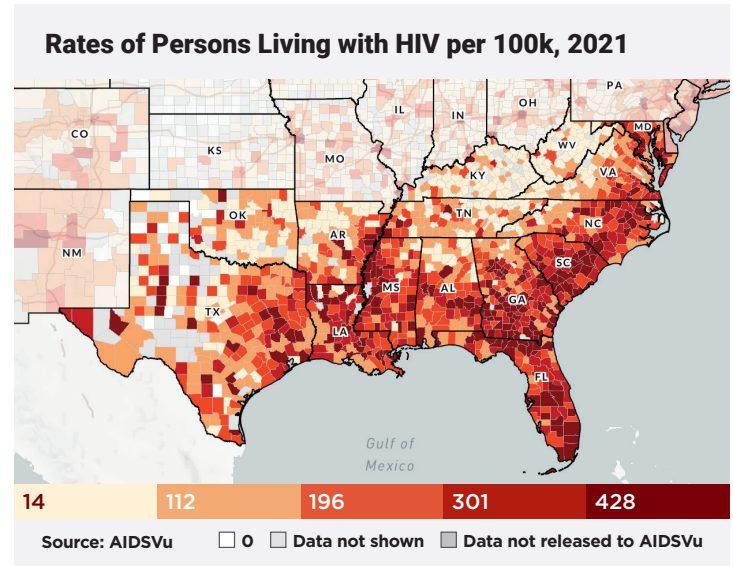 Rates of Persons Living with HIV per 100k, 2021
PA
OH
IL
IN
CO
MD
WV
KS
MO
VA
KY
NC
TN
OK
AR
NM
SC
MS
AL
GA
TX
LA
FL
Gulf of
Mexico
14 112 196 301 428
Source: AIDSVu 0 Data not shown Data not released to AIDSVu